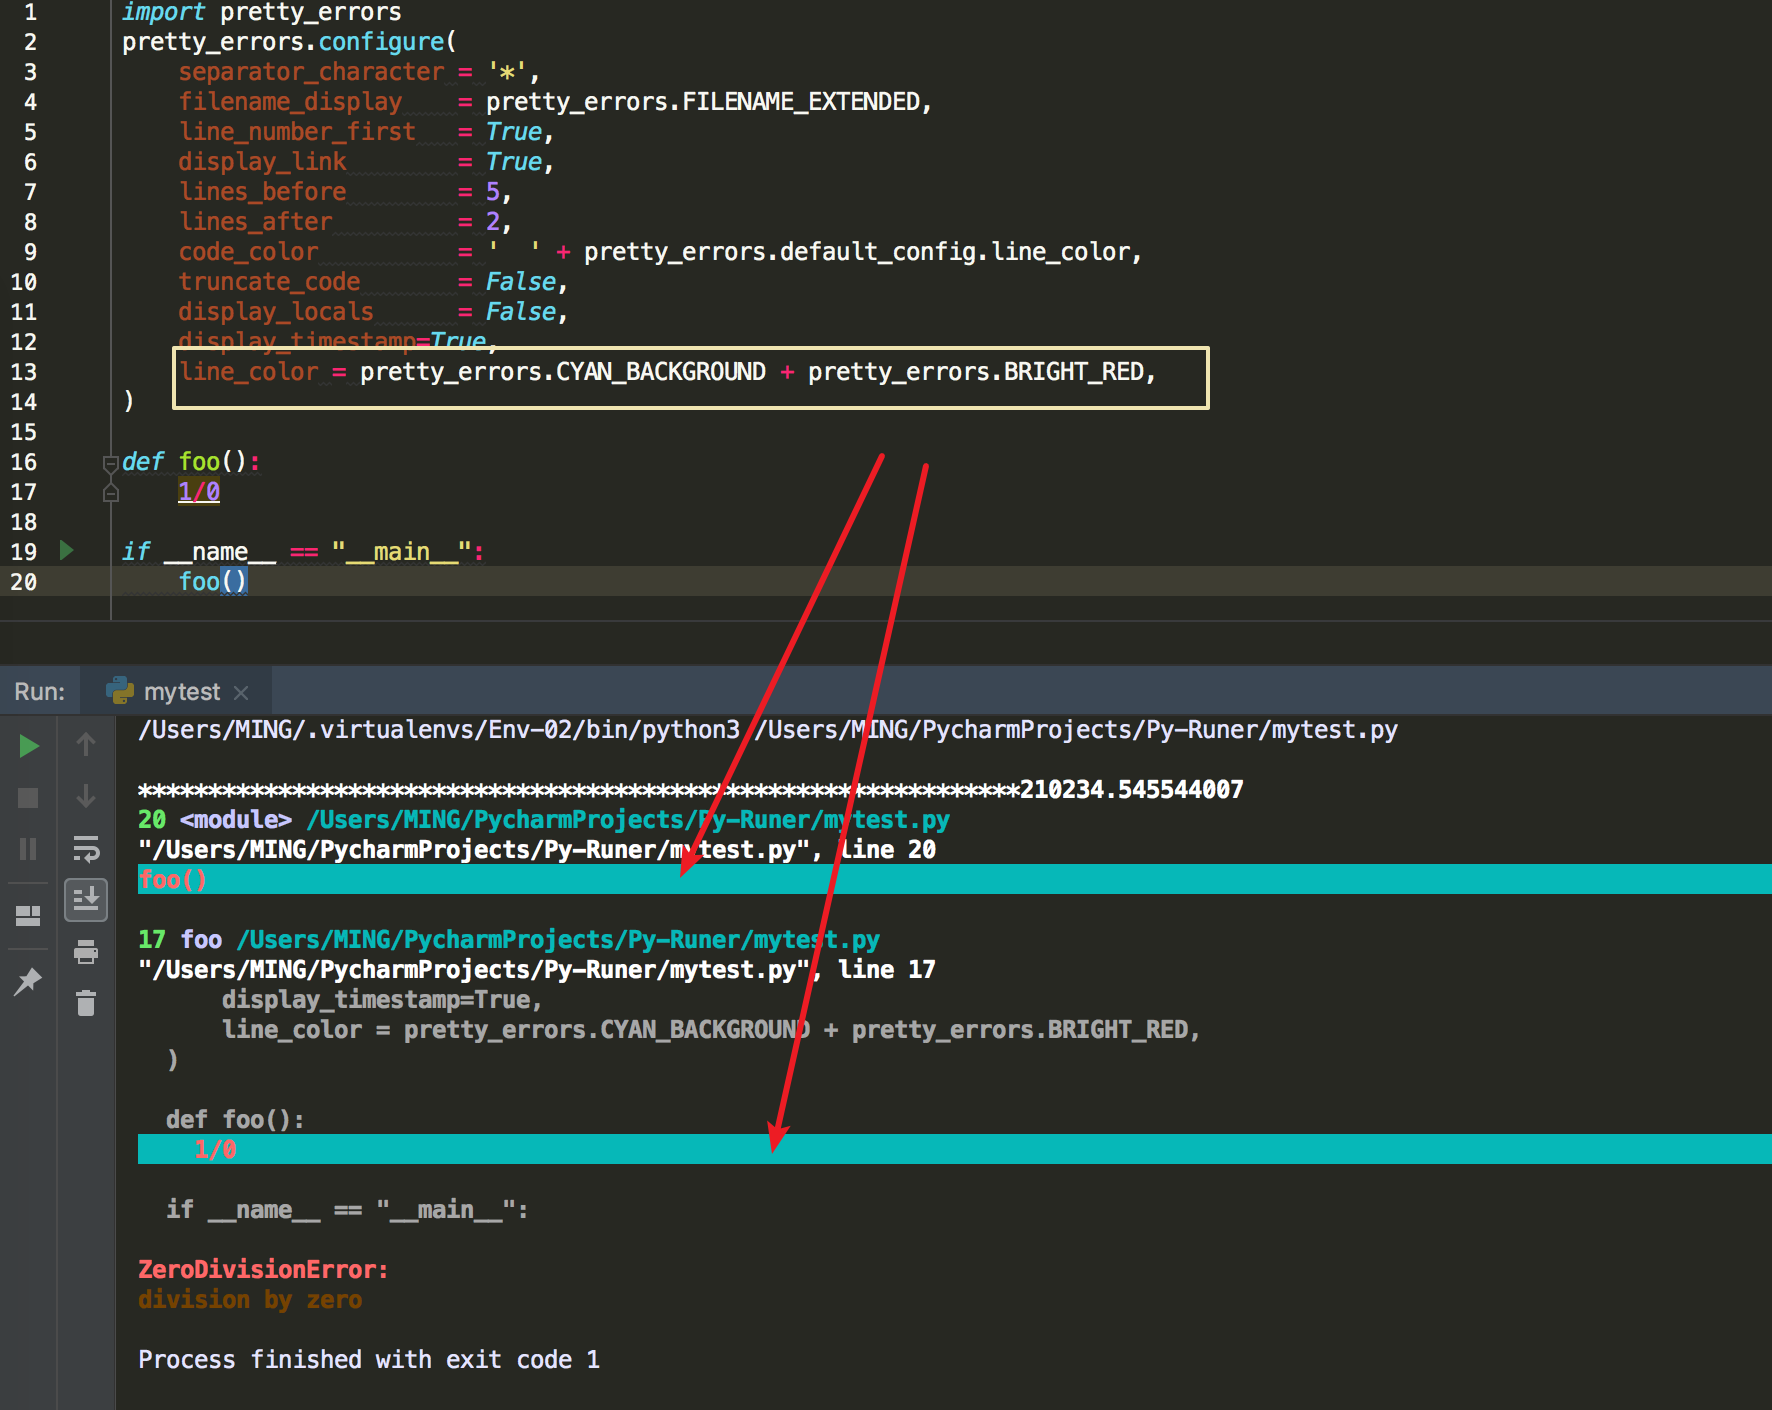 1 import pretty_errors
2 pretty_errors.configure(
3     separator_character = '*',
4     filename_display    = pretty_errors.FILENAME_EXTENDED,
5     line_number_first   = True,
6     display_link        = True,
7     lines_before        = 5,
8     lines_after         = 2,
9     code_color          = '  ' + pretty_errors.default_config.line_color,
10     truncate_code       = False,
11     display_locals      = False,
12     display_timestamp=True,
13     line_color = pretty_errors.CYAN_BACKGROUND + pretty_errors.BRIGHT_RED,
14 )
15
16 def foo():
17     1/0
18
19 if __name__ == "__main__":
20     foo()
Run: mytest
/Users/MING/.virtualenvs/Env-02/bin/python3 /Users/MING/PycharmProjects/Py-Runer/mytest.py
***************************************************************210234.545544007
20 <module> /Users/MING/PycharmProjects/Py-Runer/mytest.py
"/Users/MING/PycharmProjects/Py-Runer/mytest.py", line 20
foo()
17 foo /Users/MING/PycharmProjects/Py-Runer/mytest.py
"/Users/MING/PycharmProjects/Py-Runer/mytest.py", line 17
      display_timestamp=True,
      line_color = pretty_errors.CYAN_BACKGROUND + pretty_errors.BRIGHT_RED,
  )
  def foo():
    1/0
  if __name__ == "__main__":
ZeroDivisionError:
division by zero
Process finished with exit code 1